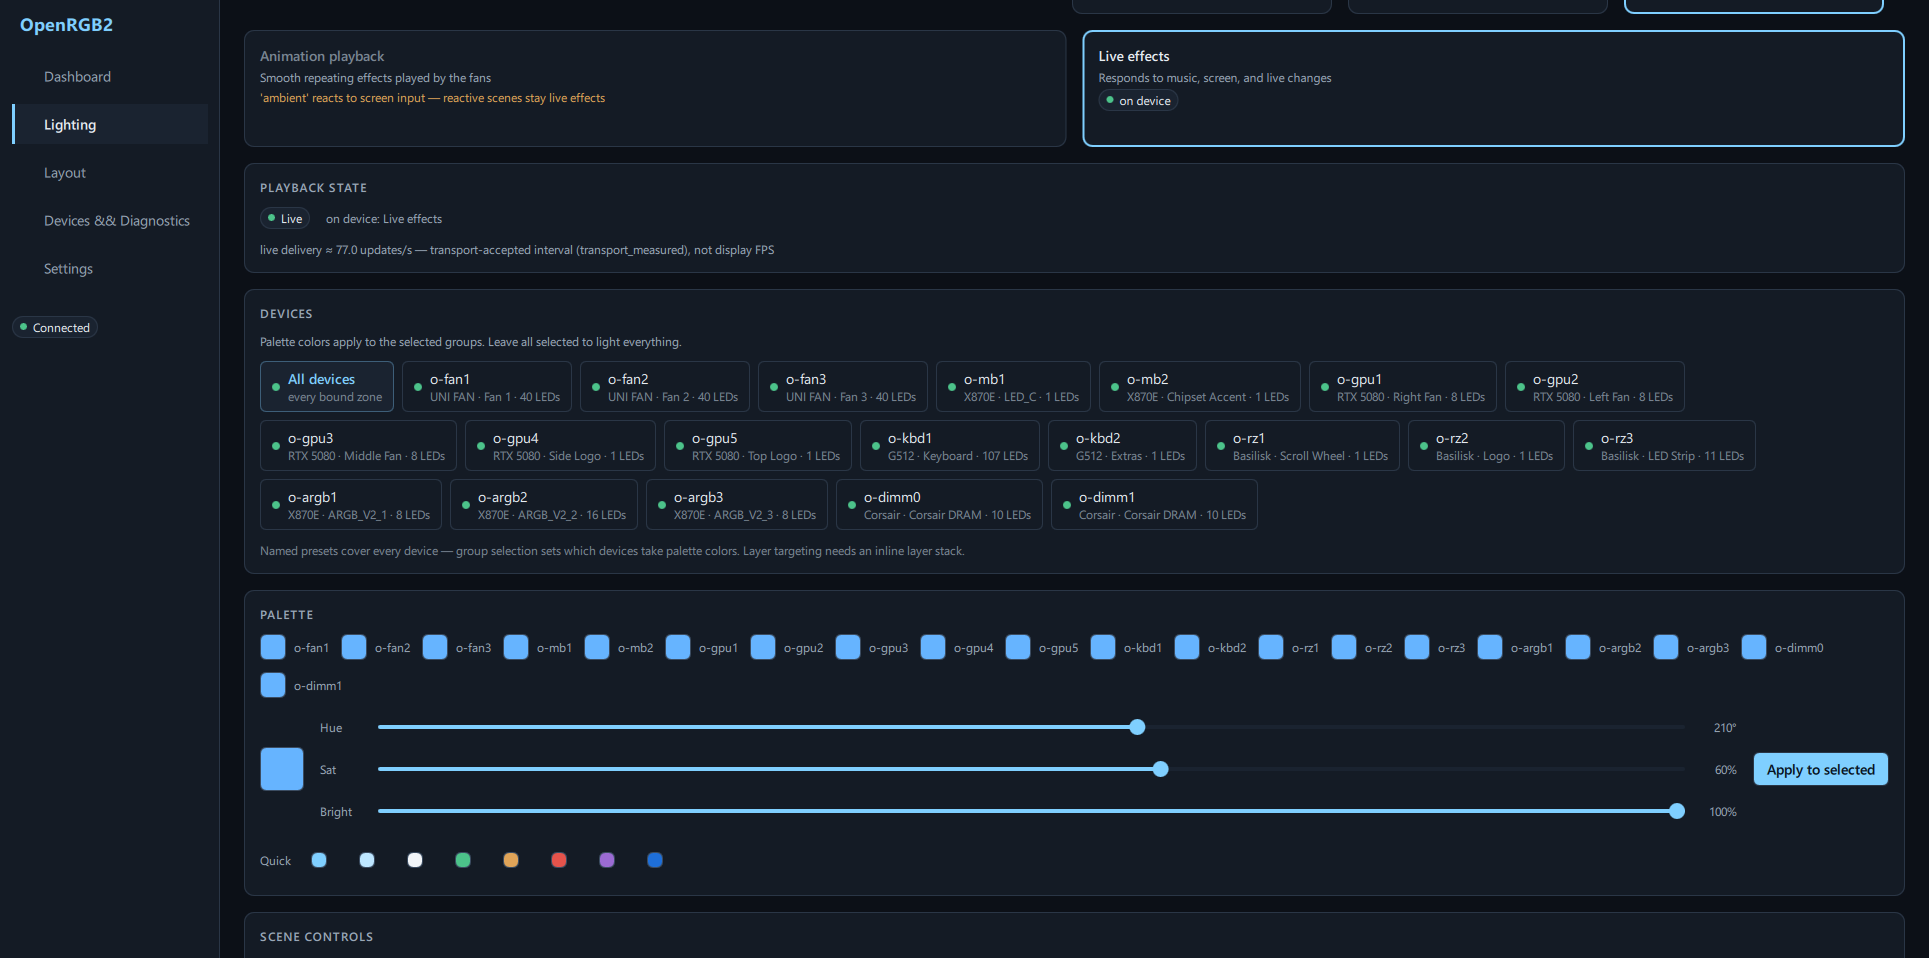 OpenRGB2
Dashboard
Lighting
Layout
Devices && Diagnostics
Settings
Connected
Animation playback
Smooth repeating effects played by the fans
'ambient' reacts to screen input — reactive scenes stay live effects
Live effects
Responds to music, screen, and live changes
on device
PLAYBACK STATE
Live on device: Live effects
live delivery ≈ 77.0 updates/s — transport-accepted interval (transport_measured), not display FPS
DEVICES
Palette colors apply to the selected groups. Leave all selected to light everything.
All devices
every bound zone
o-fan1
UNI FAN · Fan 1 · 40 LEDs
o-fan2
UNI FAN · Fan 2 · 40 LEDs
o-fan3
UNI FAN · Fan 3 · 40 LEDs
o-mb1
X870E · LED_C · 1 LEDs
o-mb2
X870E · Chipset Accent · 1 LEDs
o-gpu1
RTX 5080 · Right Fan · 8 LEDs
o-gpu2
RTX 5080 · Left Fan · 8 LEDs
o-gpu3
RTX 5080 · Middle Fan · 8 LEDs
o-gpu4
RTX 5080 · Side Logo · 1 LEDs
o-gpu5
RTX 5080 · Top Logo · 1 LEDs
o-kbd1
G512 · Keyboard · 107 LEDs
o-kbd2
G512 · Extras · 1 LEDs
o-rz1
Basilisk · Scroll Wheel · 1 LEDs
o-rz2
Basilisk · Logo · 1 LEDs
o-rz3
Basilisk · LED Strip · 11 LEDs
o-argb1
X870E · ARGB_V2_1 · 8 LEDs
o-argb2
X870E · ARGB_V2_2 · 16 LEDs
o-argb3
X870E · ARGB_V2_3 · 8 LEDs
o-dimm0
Corsair · Corsair DRAM · 10 LEDs
o-dimm1
Corsair · Corsair DRAM · 10 LEDs
Named presets cover every device — group selection sets which devices take palette colors. Layer targeting needs an inline layer stack.
PALETTE
o-fan1 o-fan2 o-fan3 o-mb1 o-mb2 o-gpu1 o-gpu2 o-gpu3 o-gpu4 o-gpu5 o-kbd1 o-kbd2 o-rz1 o-rz2 o-rz3 o-argb1 o-argb2 o-argb3 o-dimm0
o-dimm1
Hue 210°
Sat 60%
Apply to selected
Bright 100%
Quick
SCENE CONTROLS